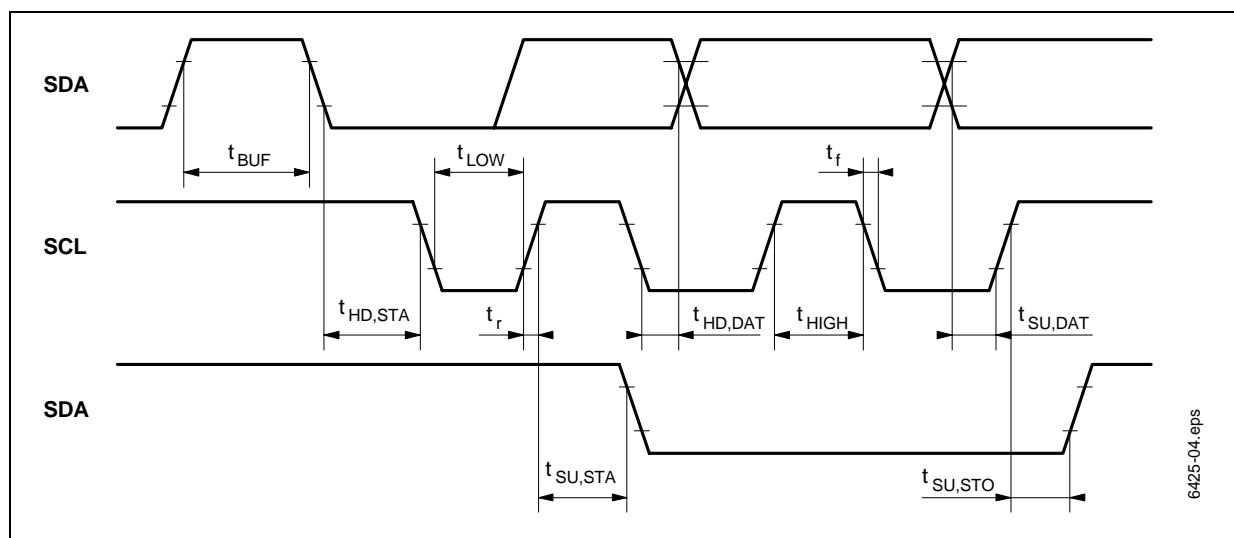 SDA
t BUF
t LOW
t f
SCL
t HD,STA
t r
t HD,DAT
t HIGH
t SU,DAT
SDA
t SU,STA
t SU,STO
6425-04.eps